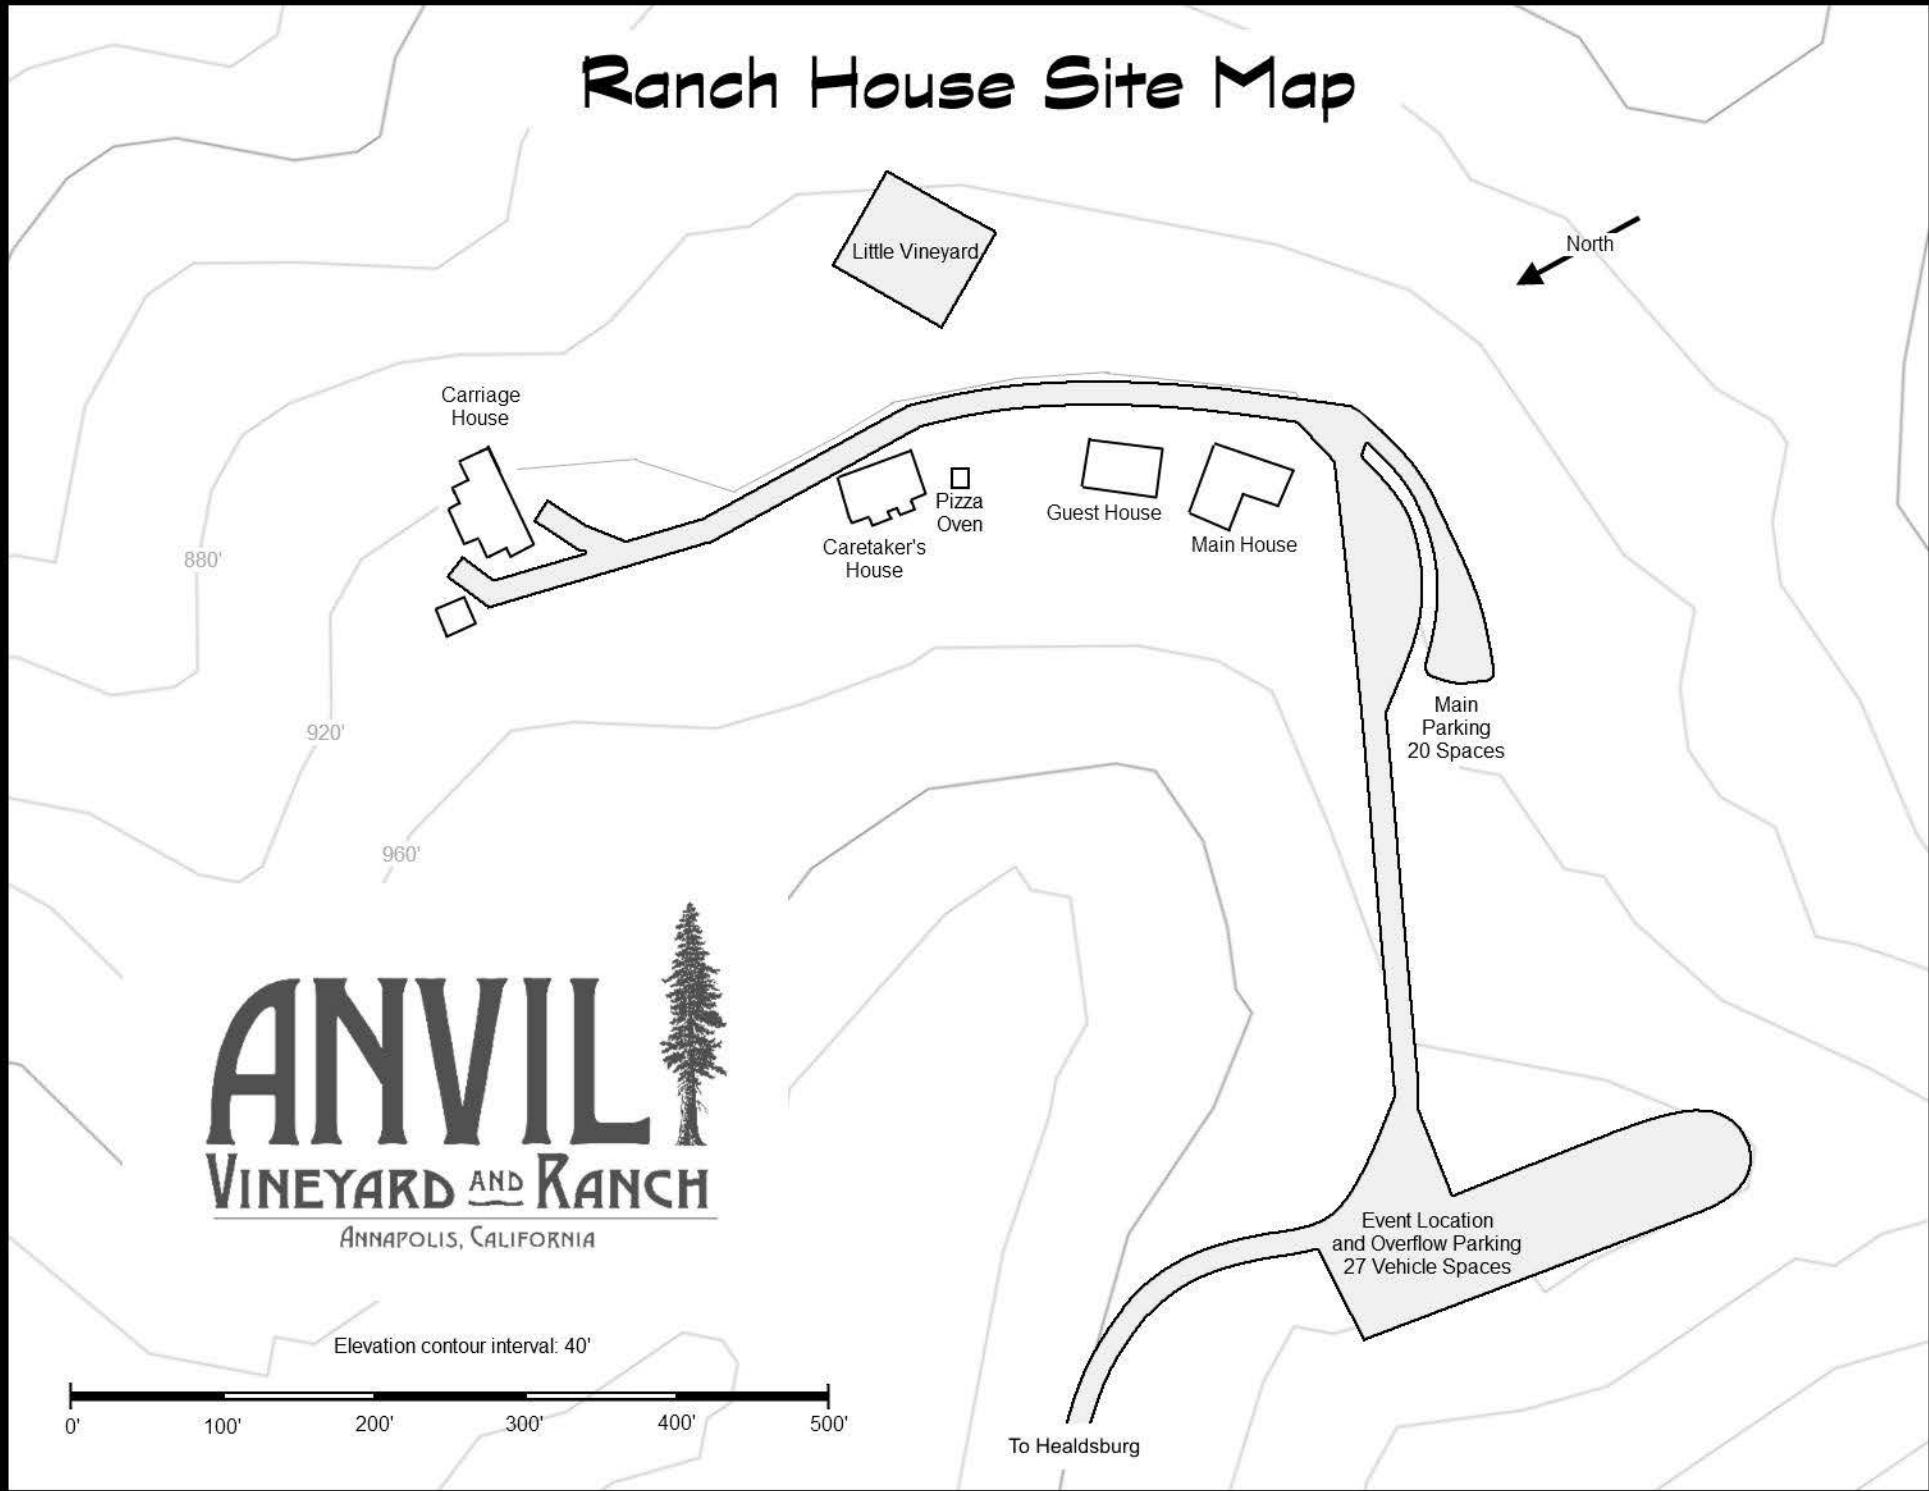 Ranch House Site Map
Little Vineyard
North
Carriage
House
Caretaker's
House
Pizza
Oven
Guest House
Main House
880'
920'
960'
Main
Parking
20 Spaces
ANVIL
VINEYARD AND RANCH
ANNAPOLIS, CALIFORNIA
Event Location
and Overflow Parking
27 Vehicle Spaces
Elevation contour interval: 40'
0' 100' 200' 300' 400' 500'
To Healdsburg